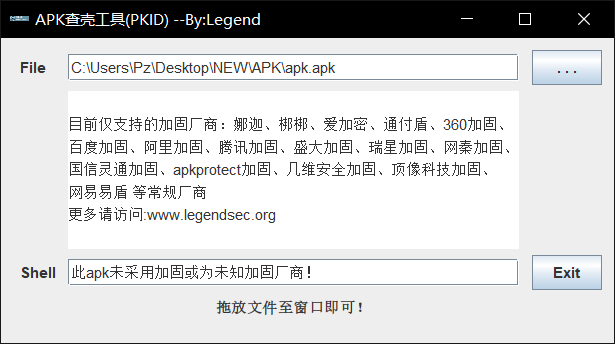 APK查壳工具(PKID) --By:Legend
File C:\Users\Pz\Desktop\NEW\APK\apk.apk ...
目前仅支持的加固厂商：娜迦、梆梆、爱加密、通付盾、360加固、
百度加固、阿里加固、腾讯加固、盛大加固、瑞星加固、网秦加固、
国信灵通加固、apkprotect加固、几维安全加固、顶像科技加固、
网易易盾 等常规厂商
更多请访问:www.legendsec.org
Shell 此apk未采用加固或为未知加固厂商! Exit
拖放文件至窗口即可!